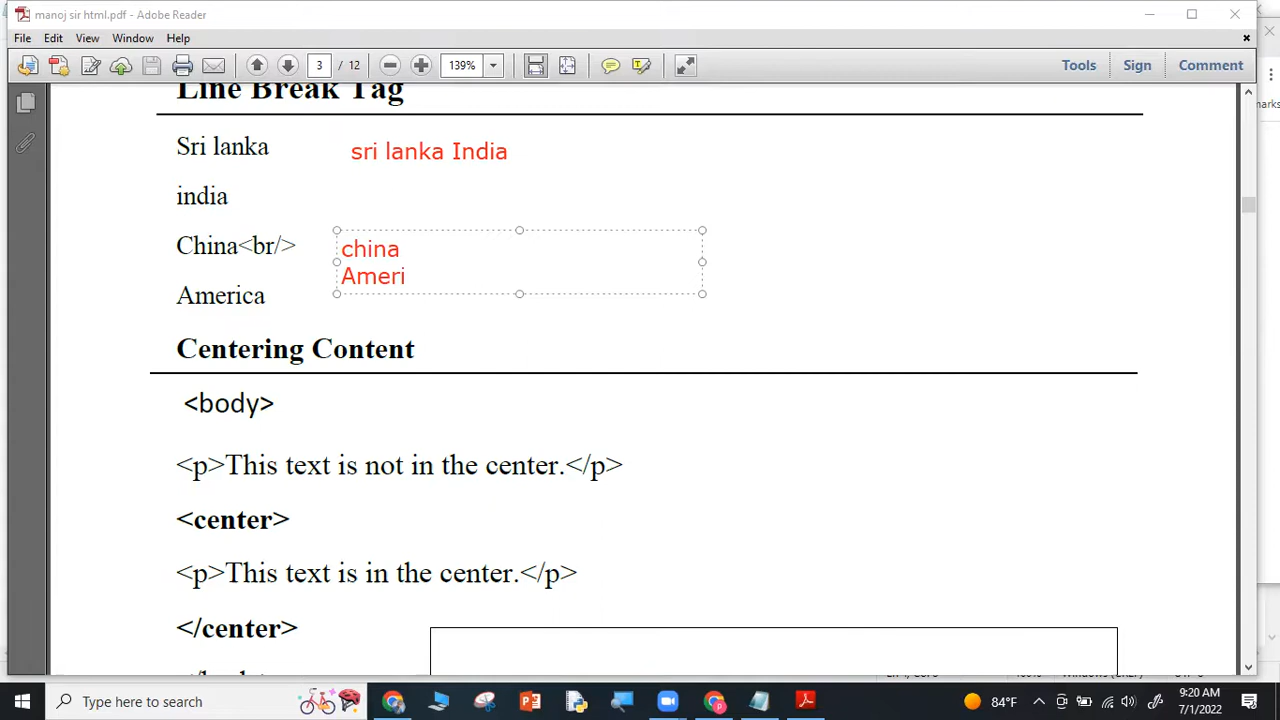 manoj sir html.pdf - Adobe Reader
File Edit View Window Help
3 / 12 139% Tools Sign Comment
Line Break Tag
Sri lanka
sri lanka India
india
China<br/>
china
Ameri
America
Centering Content
<body>
<p>This text is not in the center.</p>
<center>
<p>This text is in the center.</p>
</center>
marks
Type here to search
84°F
9:20 AM
7/1/2022